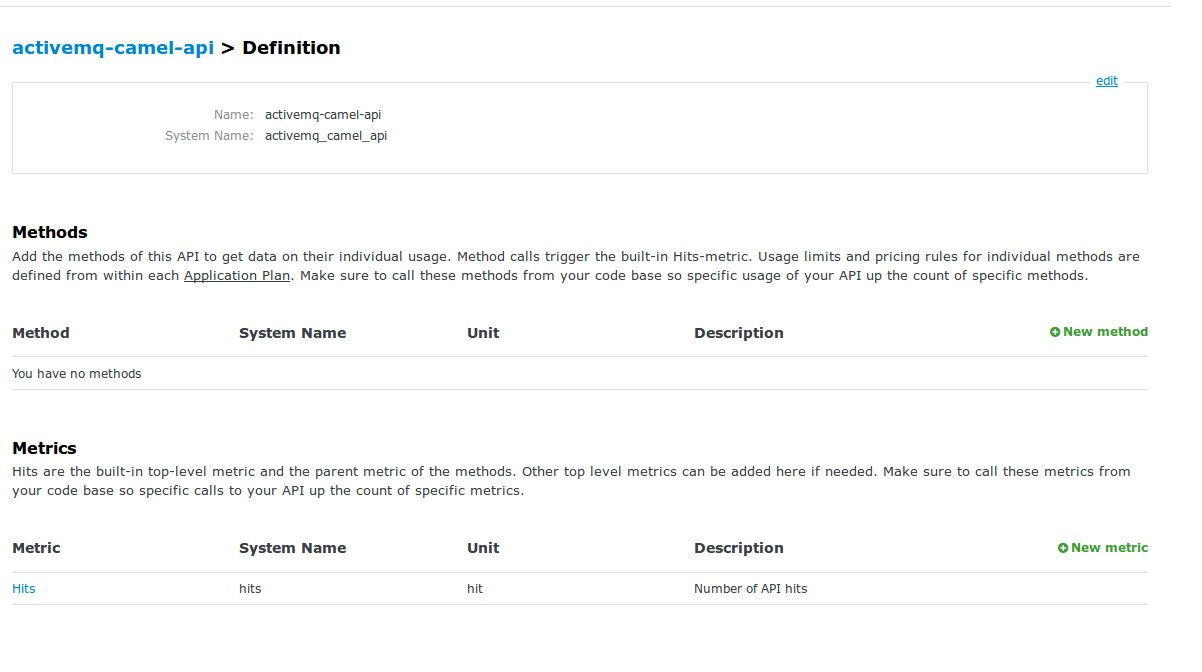 activemq-camel-api > Definition
edit
Name: activemq-camel-api
System Name: activemq_camel_api
Methods
Add the methods of this API to get data on their individual usage. Method calls trigger the built-in Hits-metric. Usage limits and pricing rules for individual methods are
defined from within each Application Plan. Make sure to call these methods from your code base so specific usage of your API up the count of specific methods.
Method System Name Unit Description New method
You have no methods
Metrics
Hits are the built-in top-level metric and the parent metric of the methods. Other top level metrics can be added here if needed. Make sure to call these metrics from
your code base so specific calls to your API up the count of specific metrics.
Metric System Name Unit Description New metric
Hits hits hit Number of API hits